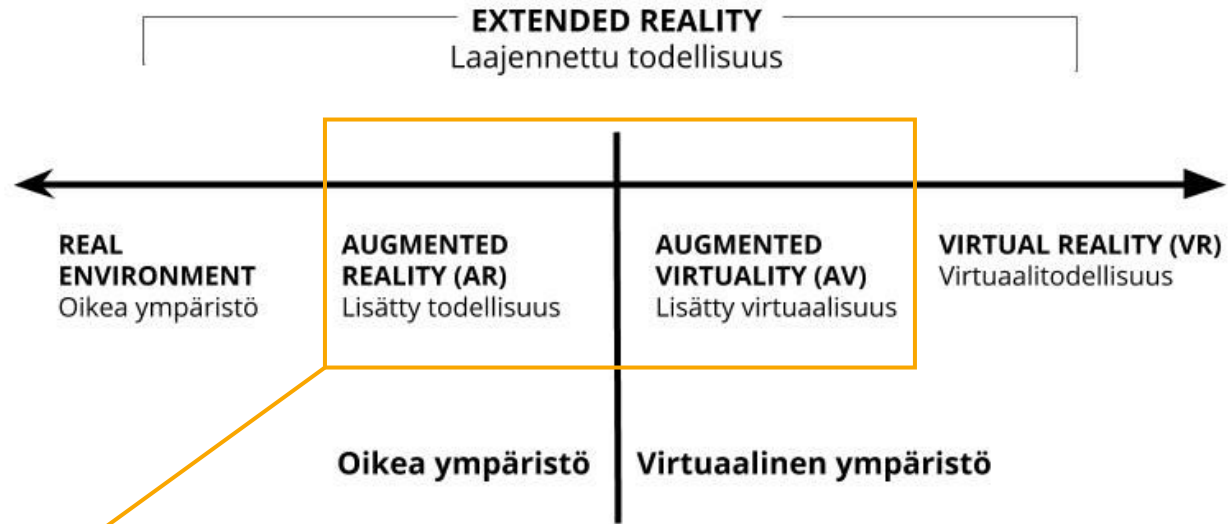 EXTENDED REALITY
Laajennettu todellisuus
REAL
ENVIRONMENT
Oikea ympäristö
AUGMENTED
REALITY (AR)
Lisätty todellisuus
AUGMENTED
VIRTUALITY (AV)
Lisätty virtuaalisuus
VIRTUAL REALITY (VR)
Virtuaalitodellisuus
Oikea ympäristö
Virtuaalinen ympäristö